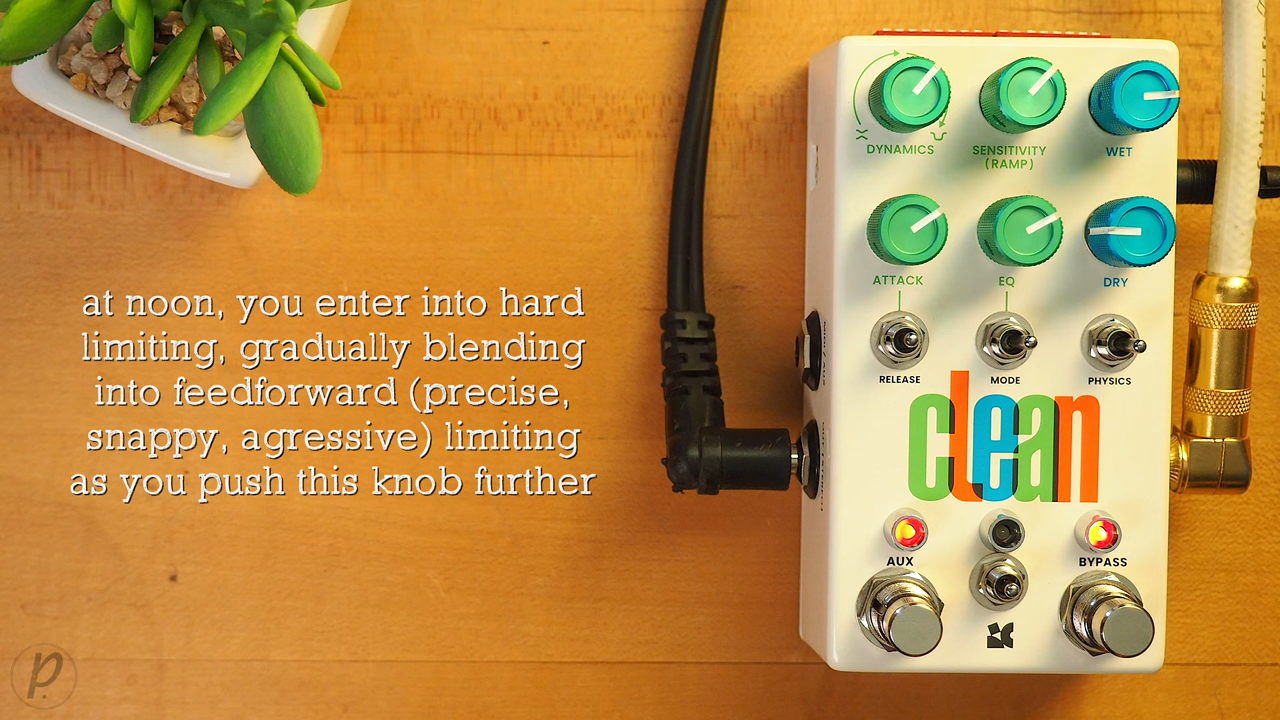 at noon, you enter into hard
limiting, gradually blending
into feedforward (precise,
snappy, agressive) limiting
as you push this knob further
DYNAMICS
SENSITIVITY
(RAMP)
WET
ATTACK
EQ
DRY
RELEASE
MODE
PHYSICS
clean
AUX
BYPASS
p.